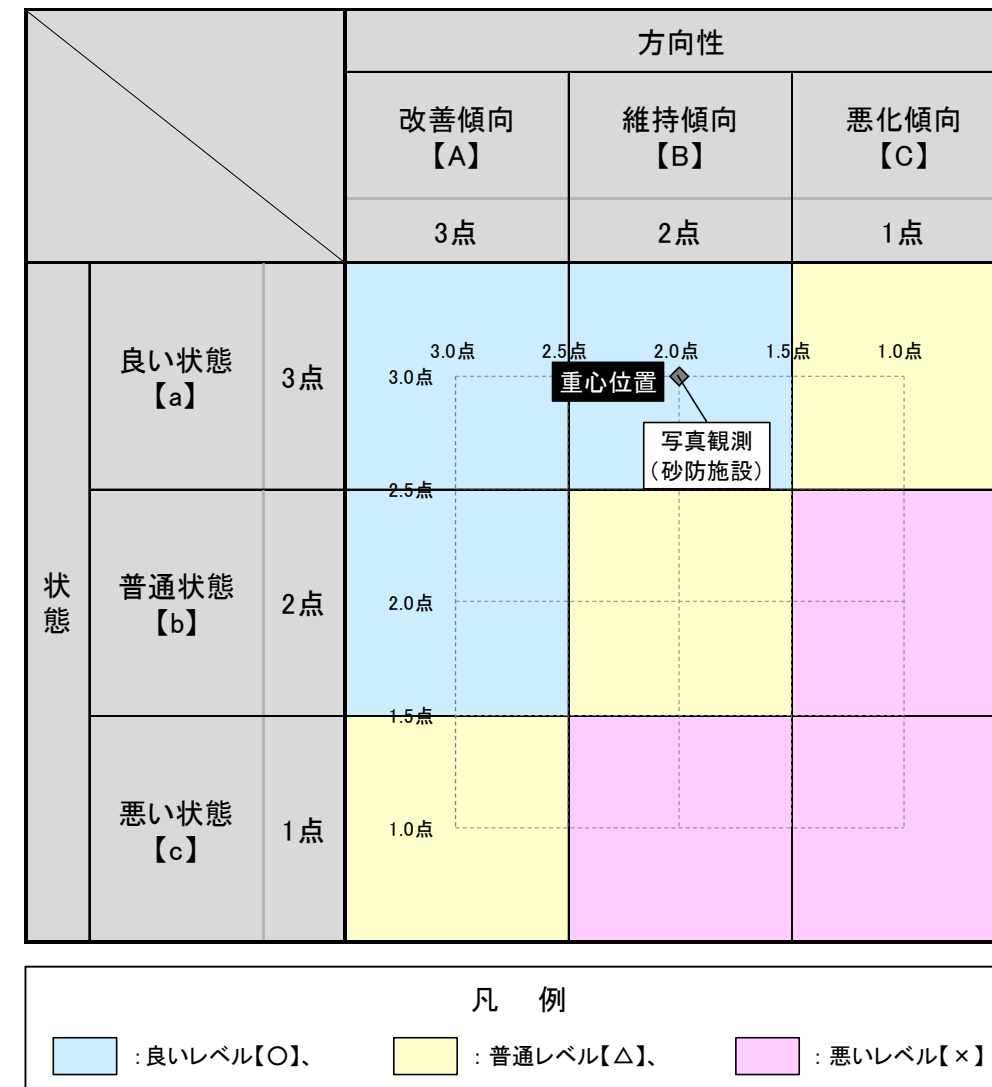 方向性
改善傾向
【A】
維持傾向
【B】
悪化傾向
【C】
3点
2点
1点
状態
良い状態
【a】
3点
普通状態
【b】
2点
悪い状態
【c】
1点
3.0点
2.5点
2.0点
1.5点
1.0点
3.0点
重心位置
写真観測
（砂防施設）
2.5点
2.0点
1.5点
1.0点
凡 例
：良いレベル【○】、
：普通レベル【△】、
：悪いレベル【×】